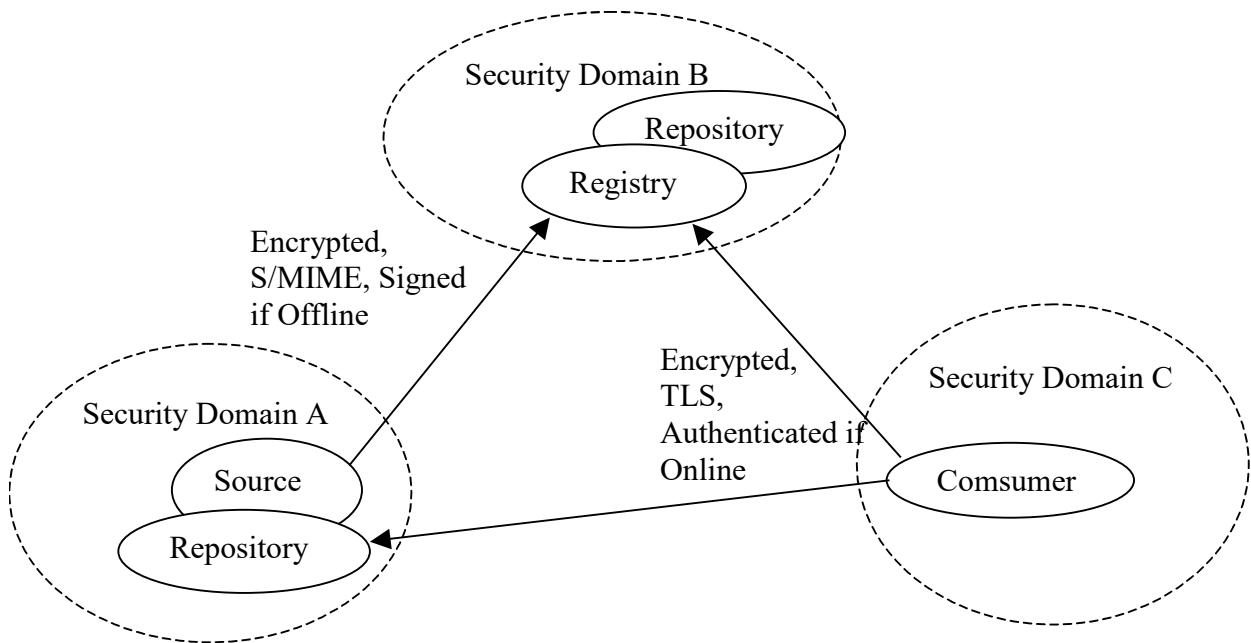 Security Domain B
Repository
Registry
Encrypted,
S/MIME, Signed
if Offline
Encrypted,
TLS,
Authenticated if
Online
Security Domain C
Comsumer
Security Domain A
Source
Repository